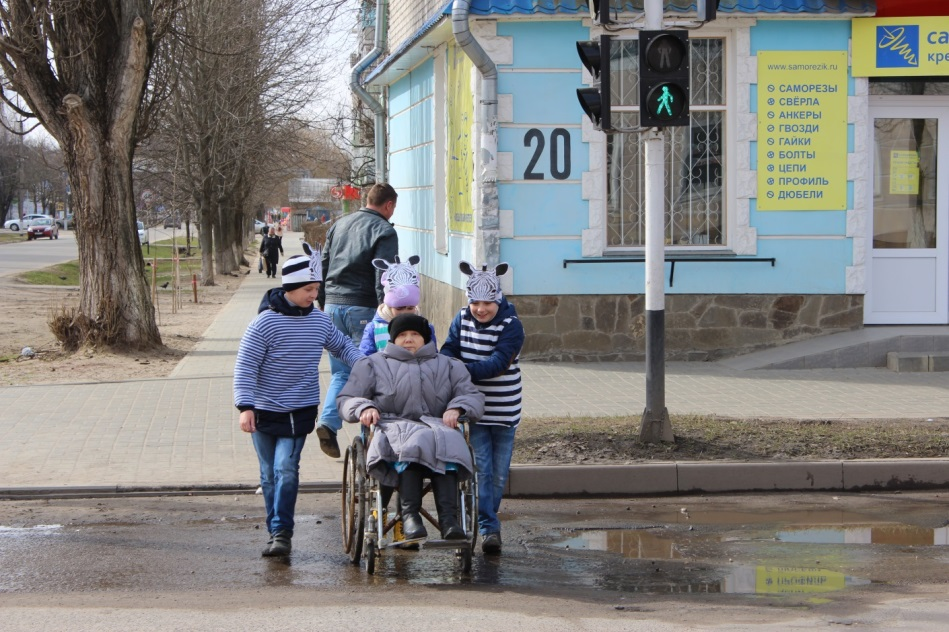 20
www.samorezik.ru
САМОРЕЗЫ
СВЁРЛА
АНКЕРЫ
ГВОЗДИ
ГАЙКИ
БОЛТЫ
ЦЕПИ
ПРОФИЛЬ
ДЮБЕЛИ
са
кре